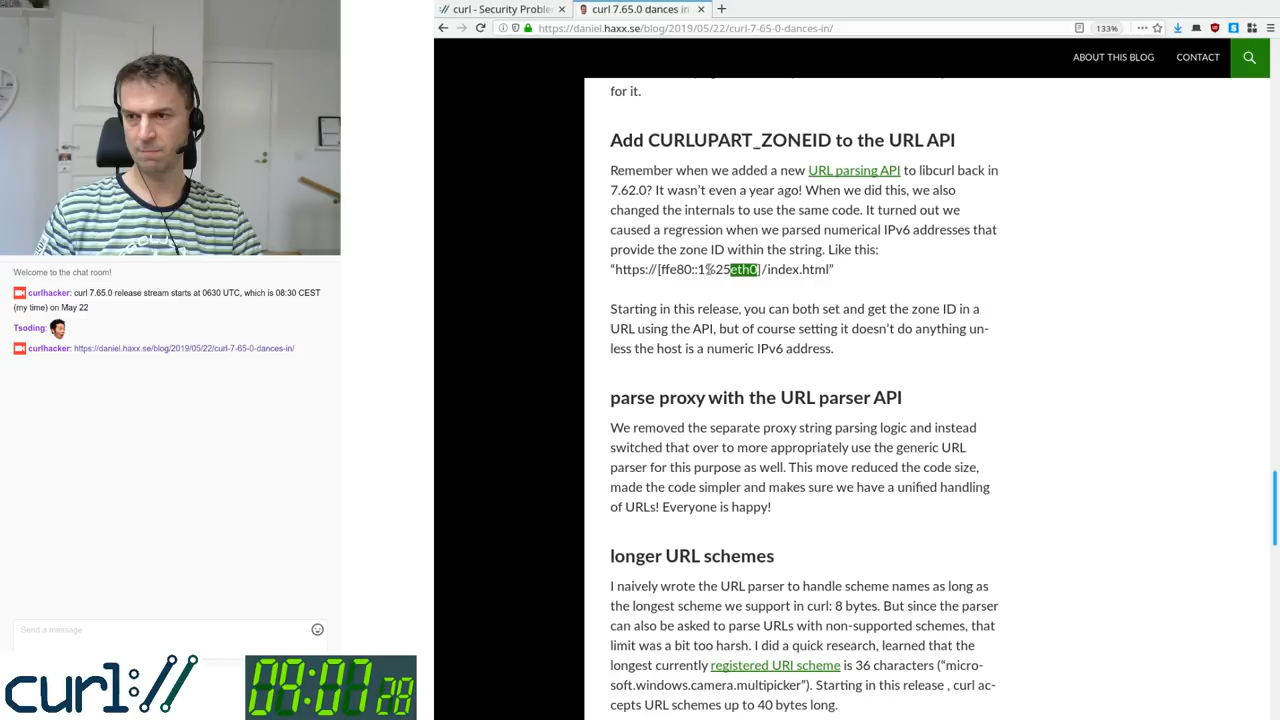 curl - Security Proble
curl 7.65.0 dances in
https://daniel.haxx.se/blog/2019/05/22/curl-7-65-0-dances-in/
133%
ABOUT THIS BLOG
CONTACT
for it.
Add CURLUPART_ZONEID to the URL API
Remember when we added a new URL parsing API to libcurl back in
7.62.0? It wasn't even a year ago! When we did this, we also
changed the internals to use the same code. It turned out we
caused a regression when we parsed numerical IPv6 addresses that
provide the zone ID within the string. Like this:
“https://[ffe80::1%25eth0]/index.html”
Starting in this release, you can both set and get the zone ID in a
URL using the API, but of course setting it doesn't do anything un-
less the host is a numeric IPv6 address.
parse proxy with the URL parser API
We removed the separate proxy string parsing logic and instead
switched that over to more appropriately use the generic URL
parser for this purpose as well. This move reduced the code size,
made the code simpler and makes sure we have a unified handling
of URLs! Everyone is happy!
longer URL schemes
I naively wrote the URL parser to handle scheme names as long as
the longest scheme we support in curl: 8 bytes. But since the parser
can also be asked to parse URLs with non-supported schemes, that
limit was a bit too harsh. I did a quick research, learned that the
longest currently registered URI scheme is 36 characters (“micro-
soft.windows.camera.multipicker”). Starting in this release , curl ac-
cepts URL schemes up to 40 bytes long.
Welcome to the chat room!
curlhacker: curl 7.65.0 release stream starts at 0630 UTC, which is 08:30 CEST
(my time) on May 22
Tsoding:
curlhacker: https://daniel.haxx.se/blog/2019/05/22/curl-7-65-0-dances-in/
Send a message
curl://